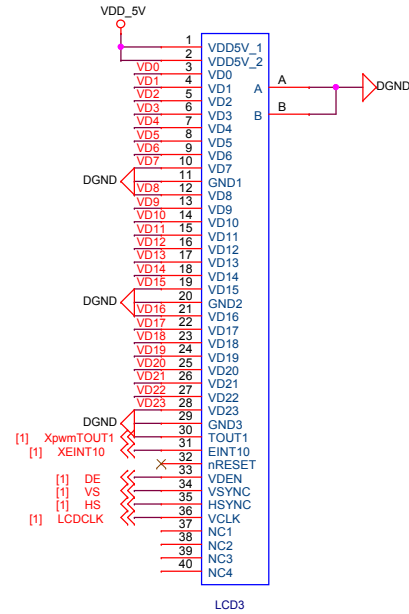 VDD_5V
1 VDD5V_1
2 VDD5V_2
VD0 3 VD0
VD1 4 VD1 A A DGND
VD2 5 VD2
VD3 6 VD3 B B
VD4 7 VD4
VD5 8 VD5
VD6 9 VD6
VD7 10 VD7
DGND 11 GND1
VD8 12 VD8
VD9 13 VD9
VD10 14 VD10
VD11 15 VD11
VD12 16 VD12
VD13 17 VD13
VD14 18 VD14
VD15 19 VD15
DGND 20 GND2
VD16 21 VD16
VD17 22 VD17
VD18 23 VD18
VD19 24 VD19
VD20 25 VD20
VD21 26 VD21
VD22 27 VD22
VD23 28 VD23
DGND 29 GND3
[1] XpwmTOUT1 30 TOUT1
[1] XEINT10 31 EINT10
32 nRESET
[1] DE 33 VDEN
[1] VS 34 VSYNC
[1] HS 35 HSYNC
[1] LCDCLK 36 VCLK
37 NC1
38 NC2
39 NC3
40 NC4
LCD3